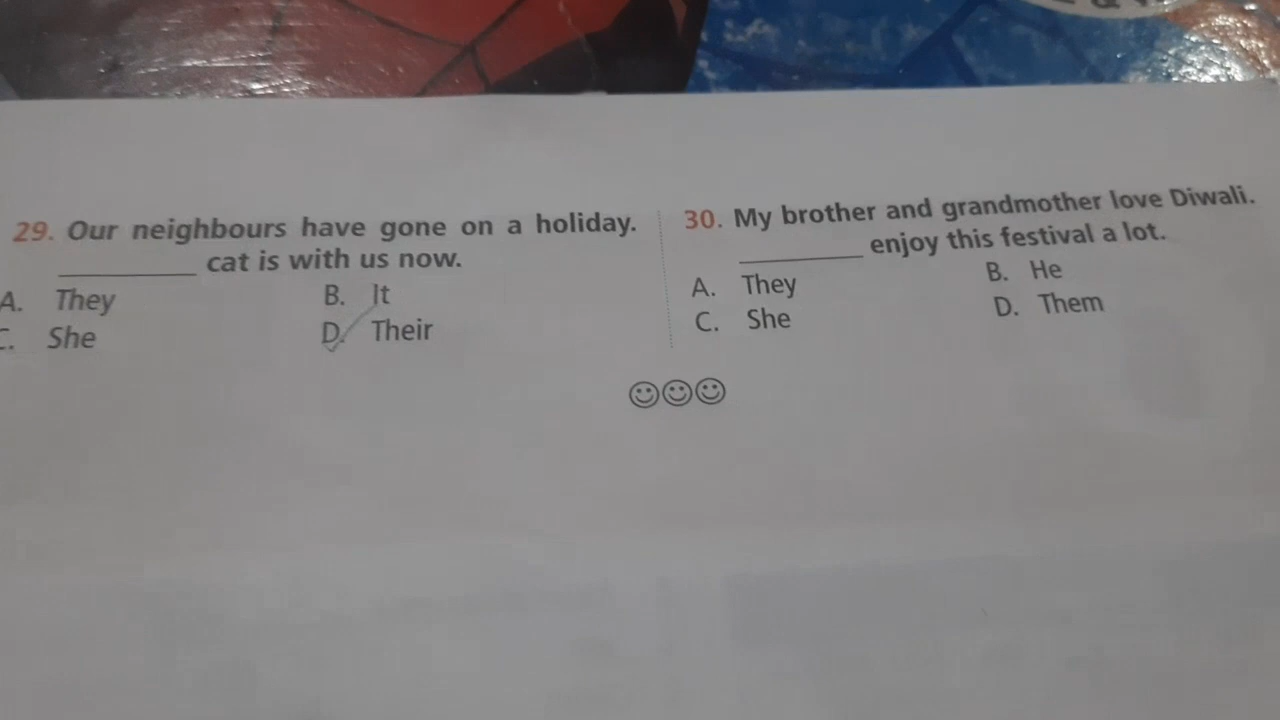 29. Our neighbours have gone on a holiday.
_________ cat is with us now.
A. They B. It
C. She D. Their
30. My brother and grandmother love Diwali.
_________ enjoy this festival a lot.
A. They B. He
C. She D. Them